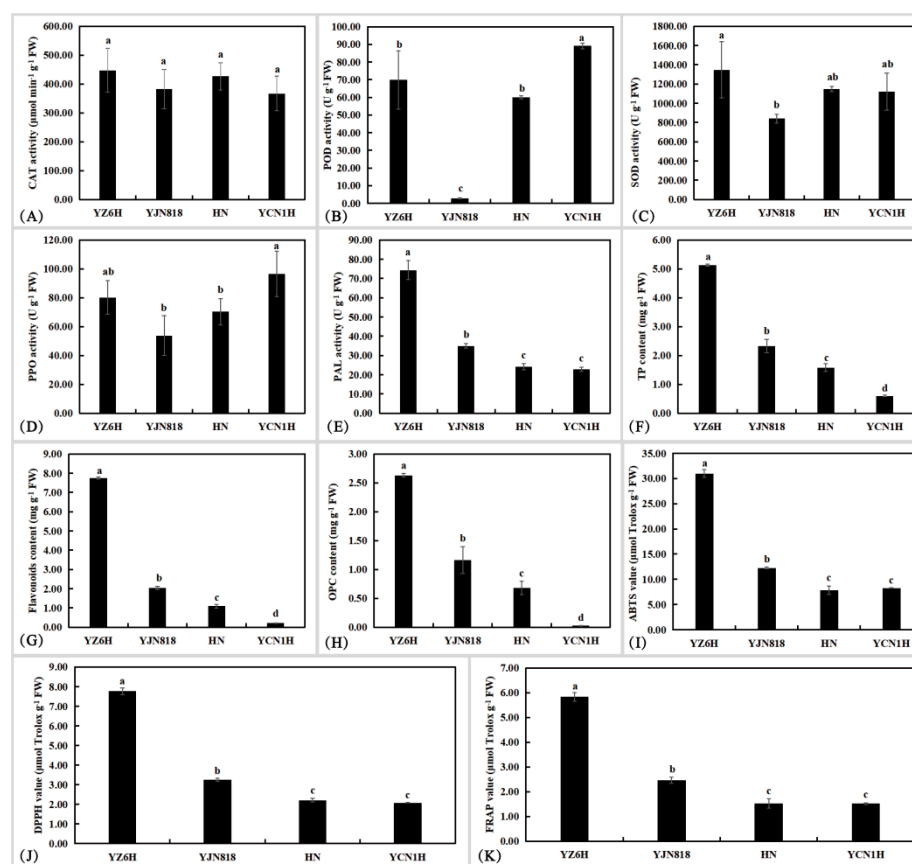 CAT activity (μmol min⁻¹ g⁻¹ FW)
600.00
500.00
400.00
300.00
200.00
100.00
0.00
a
a
a
a
(A)
YZ6H YJN818 HN YCN1H
POD activity (U g⁻¹ FW)
100.00
90.00
80.00
70.00
60.00
50.00
40.00
30.00
20.00
10.00
0.00
b
c
b
a
(B)
YZ6H YJN818 HN YCN1H
SOD activity (U g⁻¹ FW)
1800.00
1600.00
1400.00
1200.00
1000.00
800.00
600.00
400.00
200.00
0.00
a
b
ab
ab
(C)
YZ6H YJN818 HN YCN1H
PPO activity (U g⁻¹ FW)
120.00
100.00
80.00
60.00
40.00
20.00
0.00
ab
b
b
a
(D)
YZ6H YJN818 HN YCN1H
PAL activity (U g⁻¹ FW)
90.00
80.00
70.00
60.00
50.00
40.00
30.00
20.00
10.00
0.00
a
b
c
c
(E)
YZ6H YJN818 HN YCN1H
TP content (mg g⁻¹ FW)
6.00
5.00
4.00
3.00
2.00
1.00
0.00
a
b
c
d
(F)
YZ6H YJN818 HN YCN1H
Flavonoids content (mg g⁻¹ FW)
9.00
8.00
7.00
6.00
5.00
4.00
3.00
2.00
1.00
0.00
a
b
c
d
(G)
YZ6H YJN818 HN YCN1H
OPC content (mg g⁻¹ FW)
3.00
2.50
2.00
1.50
1.00
0.50
0.00
a
b
c
d
(H)
YZ6H YJN818 HN YCN1H
ABTS value (μmol Trolox g⁻¹ FW)
35.00
30.00
25.00
20.00
15.00
10.00
5.00
0.00
a
b
c
c
(I)
YZ6H YJN818 HN YCN1H
DPPH value (μmol Trolox g⁻¹ FW)
9.00
8.00
7.00
6.00
5.00
4.00
3.00
2.00
1.00
0.00
a
b
c
c
(J)
YZ6H YJN818 HN YCN1H
FRAP value (μmol Trolox g⁻¹ FW)
7.00
6.00
5.00
4.00
3.00
2.00
1.00
0.00
a
b
c
c
(K)
YZ6H YJN818 HN YCN1H